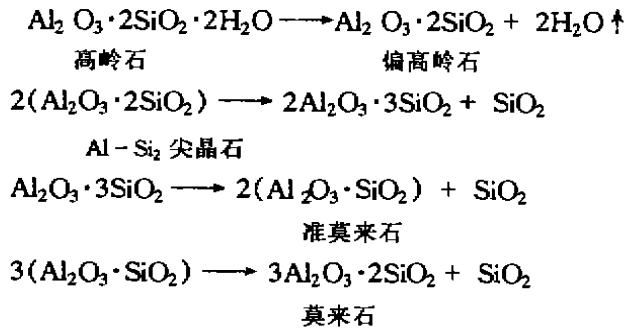 Al₂O₃·2SiO₂·2H₂O⟶Al₂O₃·2SiO₂ + 2H₂O↑
高岭石 偏高岭石
2(Al₂O₃·2SiO₂) ⟶ 2Al₂O₃·3SiO₂ + SiO₂
Al－Si₂ 尖晶石
Al₂O₃·3SiO₂ ⟶ 2(Al₂O₃·SiO₂) + SiO₂
准莫来石
3(Al₂O₃·SiO₂) ⟶ 3Al₂O₃·2SiO₂ + SiO₂
莫来石